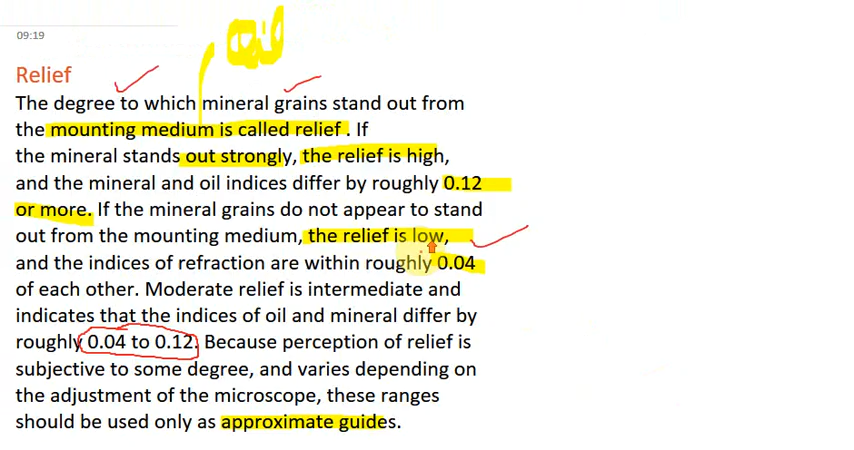 09:19
Relief
The degree to which mineral grains stand out from
the mounting medium is called relief . If
the mineral stands out strongly, the relief is high,
and the mineral and oil indices differ by roughly 0.12
or more. If the mineral grains do not appear to stand
out from the mounting medium, the relief is low,
and the indices of refraction are within roughly 0.04
of each other. Moderate relief is intermediate and
indicates that the indices of oil and mineral differ by
roughly 0.04 to 0.12. Because perception of relief is
subjective to some degree, and varies depending on
the adjustment of the microscope, these ranges
should be used only as approximate guides.